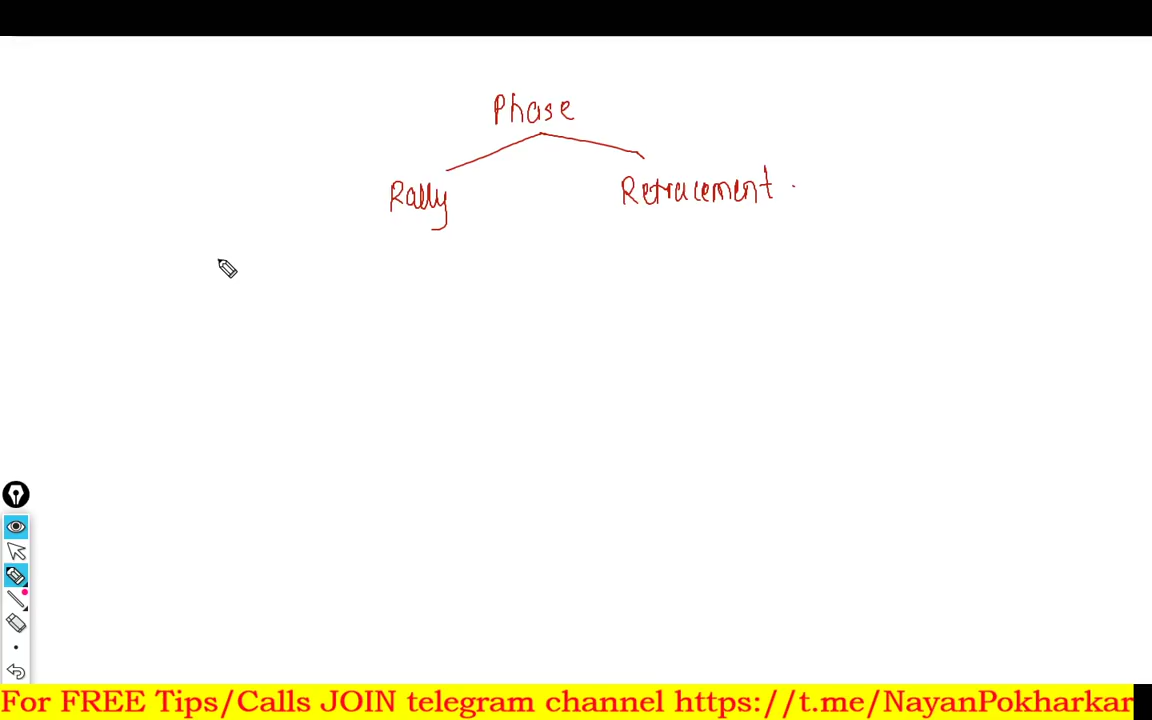 Phase
Rally Retracement .
For FREE Tips/Calls JOIN telegram channel https://t.me/NayanPokharkar